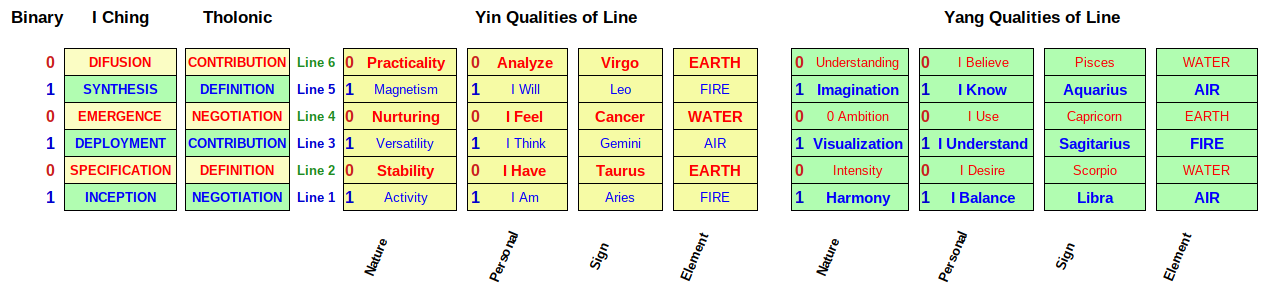 Binary I Ching Tholonic Yin Qualities of Line Yang Qualities of Line
0 DIFUSION CONTRIBUTION Line 6 0 Practicality 0 Analyze Virgo EARTH 0 Understanding 0 I Believe Pisces WATER
1 SYNTHESIS DEFINITION Line 5 1 Magnetism 1 I Will Leo FIRE 1 Imagination 1 I Know Aquarius AIR
0 EMERGENCE NEGOTIATION Line 4 0 Nurturing 0 I Feel Cancer WATER 0 0 Ambition 0 I Use Capricorn EARTH
1 DEPLOYMENT CONTRIBUTION Line 3 1 Versatility 1 I Think Gemini AIR 1 Visualization 1 I Understand Sagitarius FIRE
0 SPECIFICATION DEFINITION Line 2 0 Stability 0 I Have Taurus EARTH 0 Intensity 0 I Desire Scorpio WATER
1 INCEPTION NEGOTIATION Line 1 1 Activity 1 I Am Aries FIRE 1 Harmony 1 I Balance Libra AIR
Nature Personal Sign Element Nature Personal Sign Element